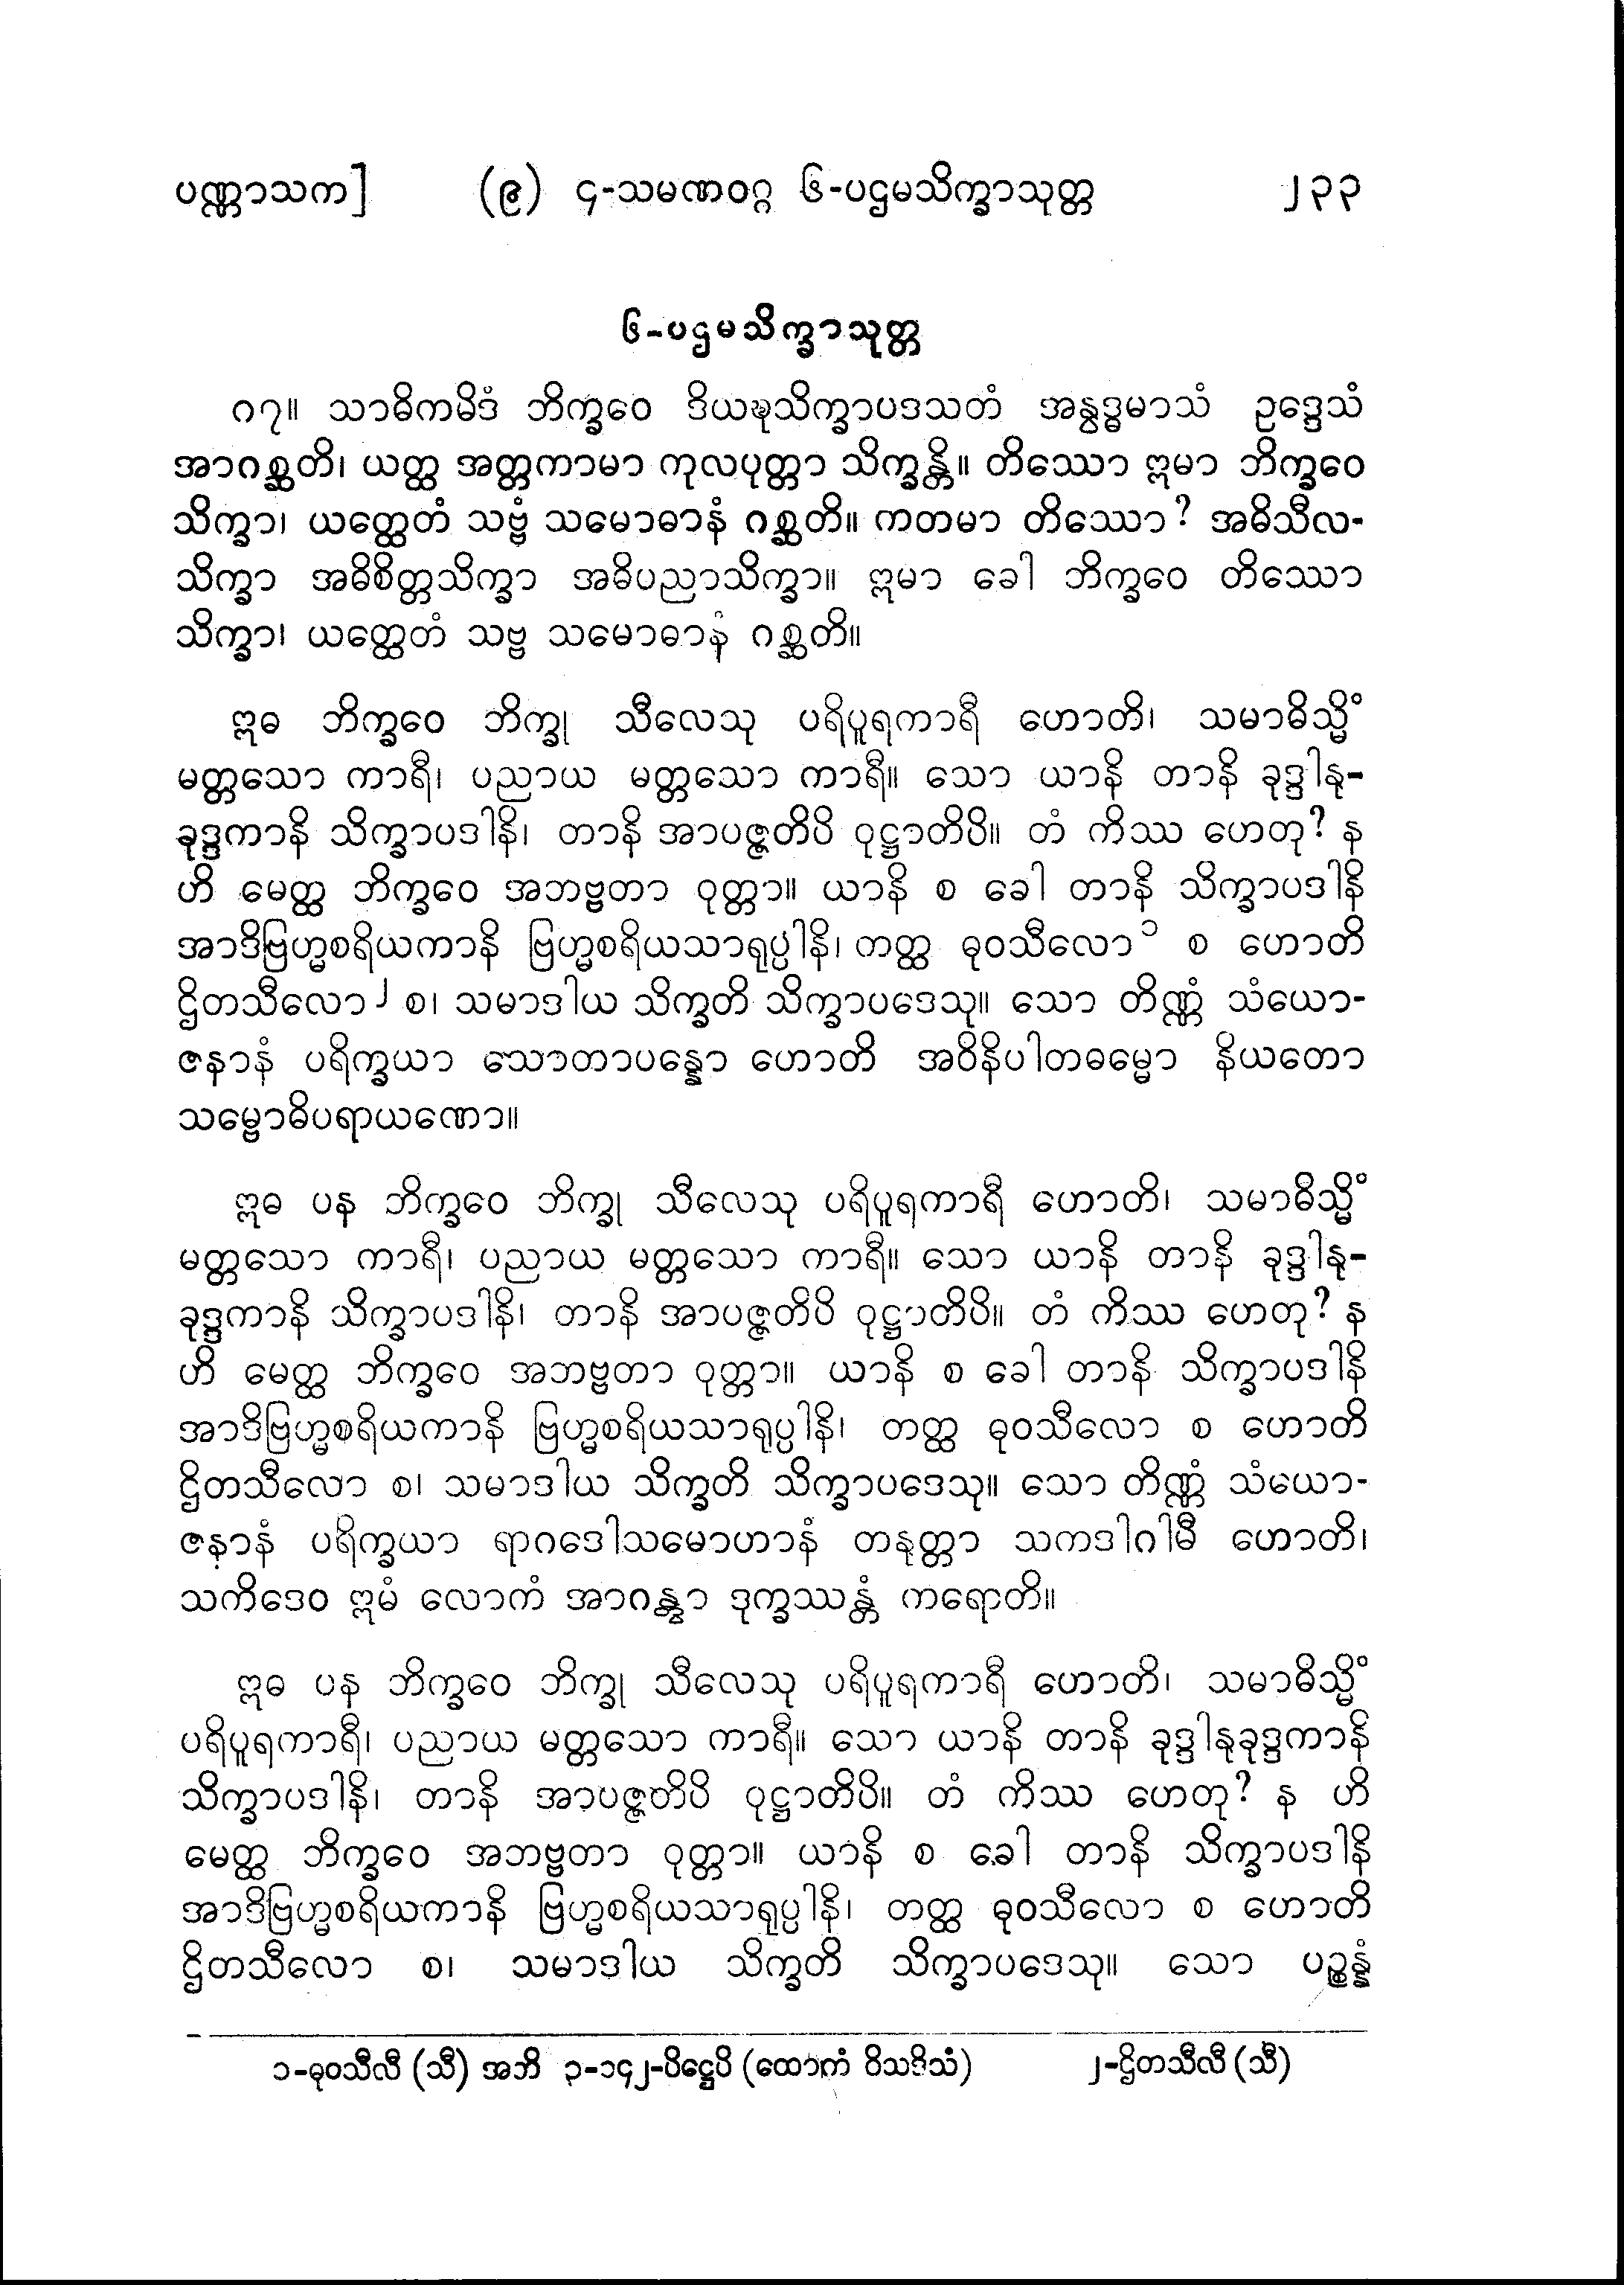 ပဏ္ဏာသက] (၉) ၄-သမဏဝဂ္ဂ ၆-ပဌမသိက္ခာသုတ္တ ၂၃၃
၆-ပဌမသိက္ခာသုတ္တ
၈၇။ သာဓိကမိဒံ ဘိက္ခဝေ ဒိယဍ္ဎသိက္ခာပဒသတံ အနွဒ္ဓမာသံ ဥဒ္ဒေသံ
အာဂစ္ဆတိ၊ ယတ္ထ အတ္တကာမာ ကုလပုတ္တာ သိက္ခန္တိ။ တိဿော ဣမာ ဘိက္ခဝေ
သိက္ခာ၊ ယတ္ထေတံ သဗ္ဗံ သမောဓာနံ ဂစ္ဆတိ။ ကတမာ တိဿော? အဓိသီလ-
သိက္ခာ အဓိစိတ္တသိက္ခာ အဓိပညာသိက္ခာ။ ဣမာ ခေါ ဘိက္ခဝေ တိဿော
သိက္ခာ၊ ယတ္ထေတံ သဗ္ဗ သမောဓာနံ ဂစ္ဆတိ။
ဣဓ ဘိက္ခဝေ ဘိက္ခု သီလေသု ပရိပူရကာရီ ဟောတိ၊ သမာဓိသ္မိံ
မတ္တသော ကာရီ၊ ပညာယ မတ္တသော ကာရီ။ သော ယာနိ တာနိ ခုဒ္ဒါနု-
ခုဒ္ဒကာနိ သိက္ခာပဒါနိ၊ တာနိ အာပဇ္ဇတိပိ ဝုဋ္ဌာတိပိ။ တံ ကိဿ ဟေတု? န
ဟိ မေတ္ထ ဘိက္ခဝေ အဘဗ္ဗတာ ဝုတ္တာ။ ယာနိ စ ခေါ တာနိ သိက္ခာပဒါနိ
အာဒိဗြဟ္မစရိယကာနိ ဗြဟ္မစရိယသာရုပ္ပါနိ၊ ကတ္ထ ဓုဝသီလော ၁ စ ဟောတိ
ဌိတသီလော ၂ စ၊ သမာဒါယ သိက္ခတိ သိက္ခာပဒေသု။ သော တိဏ္ဏံ သံယော-
ဇနာနံ ပရိက္ခယာ သောတာပန္နော ဟောတိ အဝိနိပါတဓမ္မော နိယတော
သမ္ဗောဓိပရာယဏော။
ဣဓ ပန ဘိက္ခဝေ ဘိက္ခု သီလေသု ပရိပူရကာရီ ဟောတိ၊ သမာဓိသ္မိံ
မတ္တသော ကာရီ၊ ပညာယ မတ္တသော ကာရီ။ သော ယာနိ တာနိ ခုဒ္ဒါနု-
ခုဒ္ဒကာနိ သိက္ခာပဒါနိ၊ တာနိ အာပဇ္ဇတိပိ ဝုဋ္ဌာတိပိ။ တံ ကိဿ ဟေတု? န
ဟိ မေတ္ထ ဘိက္ခဝေ အဘဗ္ဗတာ ဝုတ္တာ။ ယာနိ စ ခေါ တာနိ သိက္ခာပဒါနိ
အာဒိဗြဟ္မစရိယကာနိ ဗြဟ္မစရိယသာရုပ္ပါနိ၊ တတ္ထ ဓုဝသီလော စ ဟောတိ
ဌိတသီလော စ၊ သမာဒါယ သိက္ခတိ သိက္ခာပဒေသု။ သော တိဏ္ဏံ သံယော-
ဇနာနံ ပရိက္ခယာ ရာဂဒေါသမောဟာနံ တနုတ္တာ သကဒါဂါမီ ဟောတိ၊
သကိဒေဝ ဣမံ လောကံ အာဂန္တွာ ဒုက္ခဿန္တံ ကရောတိ။
ဣဓ ပန ဘိက္ခဝေ ဘိက္ခု သီလေသု ပရိပူရကာရီ ဟောတိ၊ သမာဓိသ္မိံ
ပရိပူရကာရီ၊ ပညာယ မတ္တသော ကာရီ။ သော ယာနိ တာနိ ခုဒ္ဒါနုခုဒ္ဒကာနိ
သိက္ခာပဒါနိ၊ တာနိ အာပဇ္ဇတိပိ ဝုဋ္ဌာတိပိ။ တံ ကိဿ ဟေတု? န ဟိ
မေတ္ထ ဘိက္ခဝေ အဘဗ္ဗတာ ဝုတ္တာ။ ယာနိ စ ခေါ တာနိ သိက္ခာပဒါနိ
အာဒိဗြဟ္မစရိယကာနိ ဗြဟ္မစရိယသာရုပ္ပါနိ၊ တတ္ထ ဓုဝသီလော စ ဟောတိ
ဌိတသီလော စ၊ သမာဒါယ သိက္ခတိ သိက္ခာပဒေသု။ သော ပဉ္စန္နံ
၁-ဓုဝသီလီ (သီ) အဘိ ၃-၁၄၂-ပိဋ္ဌေပိ (ထောကံ ဝိသဒိသံ) ၂-ဌိတသီလီ (သီ)